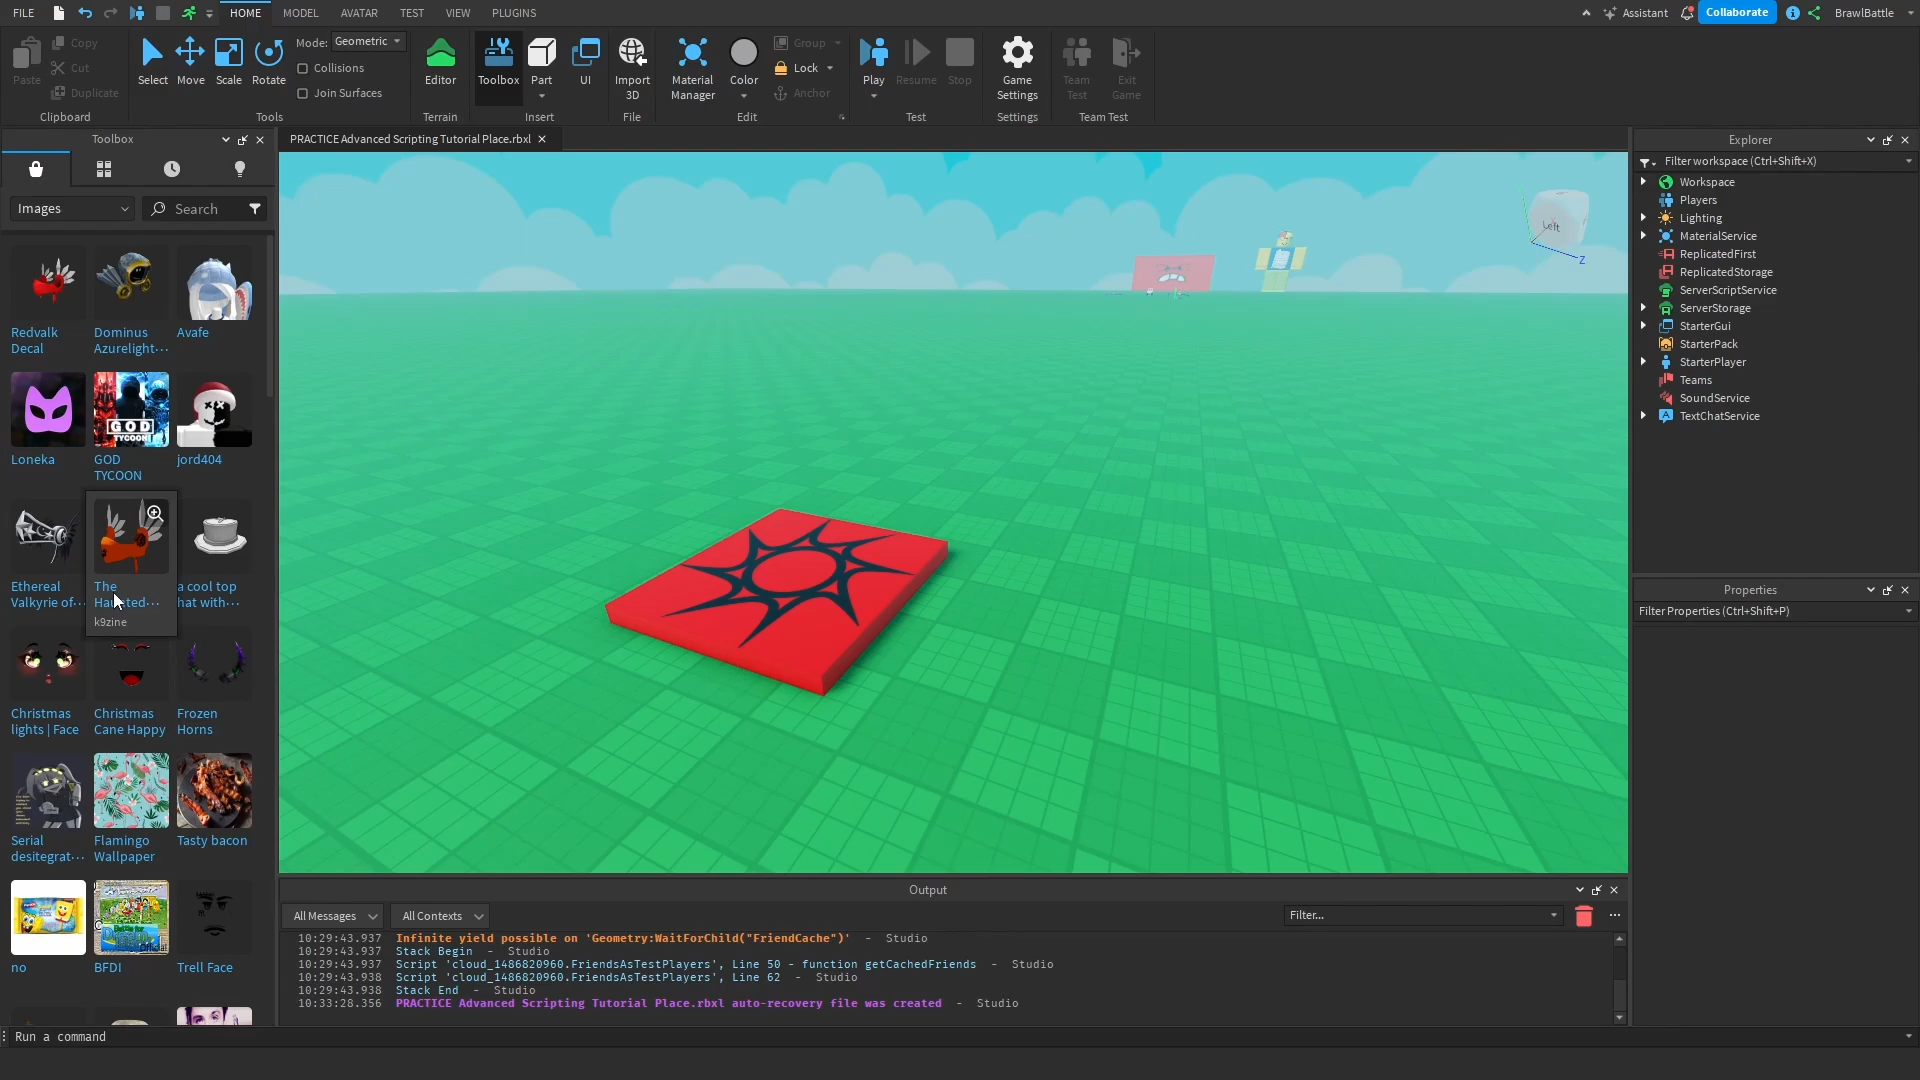 FILE
HOME
MODEL
AVATAR
TEST
VIEW
PLUGINS
Assistant
Collaborate
BrawlBattle
Paste
Copy
Cut
Duplicate
Clipboard
Select
Move
Scale
Rotate
Mode: Geometric
Collisions
Join Surfaces
Tools
Editor
Terrain
Toolbox
Part
UI
Insert
Import
3D
File
Material
Manager
Color
Group
Lock
Anchor
Edit
Play
Resume
Stop
Test
Game
Settings
Settings
Team
Test
Exit
Game
Team Test
Toolbox
Images
Search
Redvalk
Decal
Dominus
Azurelight...
Avafe
Loneka
GOD
TYCOON
GOD
TYCOON
jord404
Ethereal
Valkyrie of...
The
Haunted...
k9zine
a cool top
hat with...
Christmas
lights | Face
Christmas
Cane Happy
Frozen
Horns
Serial
desitegrat...
Flamingo
Wallpaper
Tasty bacon
no
BFDI
Trell Face
PRACTICE Advanced Scripting Tutorial Place.rbxl
Left
Z
Output
All Messages
All Contexts
Filter...
10:29:43.937 Infinite yield possible on 'Geometry:WaitForChild("FriendCache")' - Studio
10:29:43.937 Stack Begin - Studio
10:29:43.937 Script 'cloud_1486820960.FriendsAsTestPlayers', Line 50 - function getCachedFriends - Studio
10:29:43.938 Script 'cloud_1486820960.FriendsAsTestPlayers', Line 62 - Studio
10:29:43.938 Stack End - Studio
10:33:28.356 PRACTICE Advanced Scripting Tutorial Place.rbxl auto-recovery file was created - Studio
Explorer
Filter workspace (Ctrl+Shift+X)
Workspace
Players
Lighting
MaterialService
ReplicatedFirst
ReplicatedStorage
ServerScriptService
ServerStorage
StarterGui
StarterPack
StarterPlayer
Teams
SoundService
TextChatService
Properties
Filter Properties (Ctrl+Shift+P)
Run a command